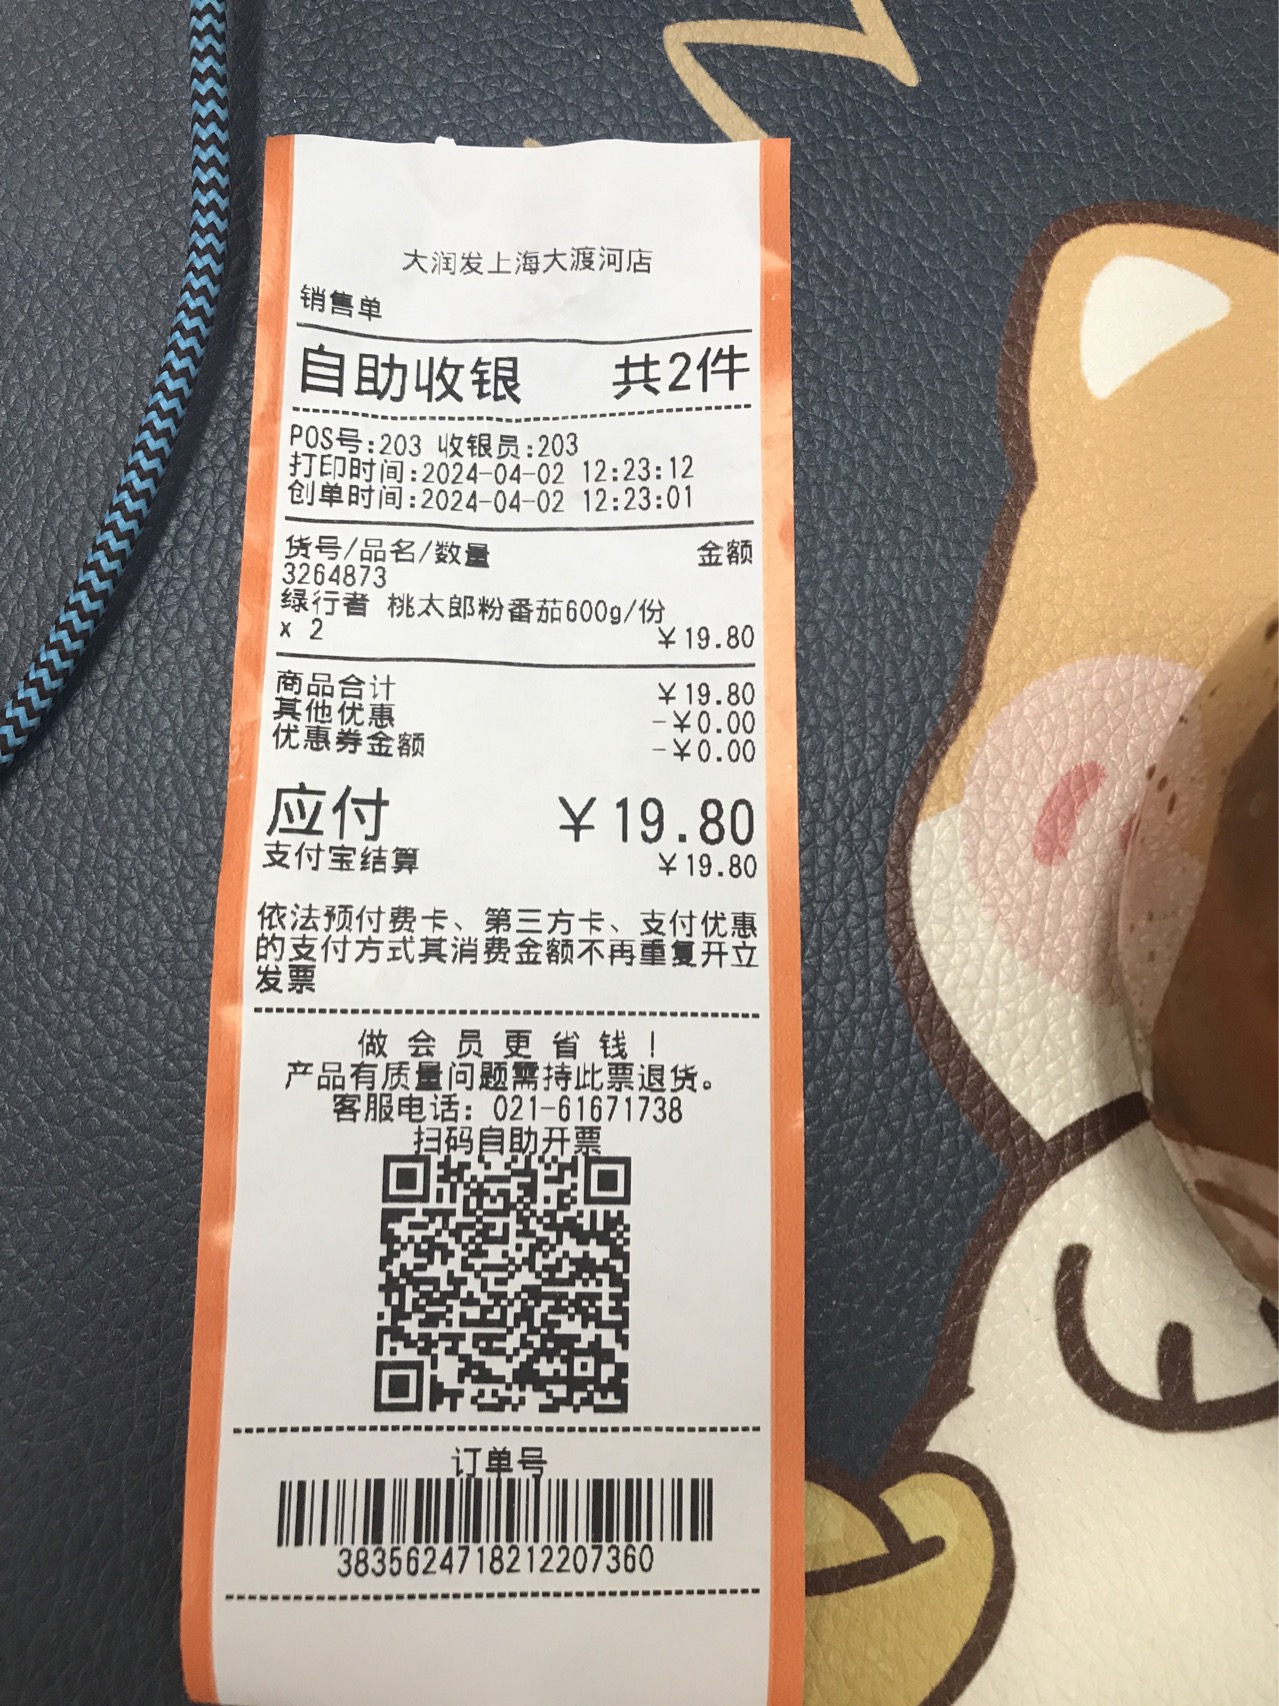 大润发上海大渡河店
销售单
自助收银 共2件
POS号:203 收银员:203
打印时间:2024-04-02 12:23:12
创单时间:2024-04-02 12:23:01
货号/品名/数量 金额
3264873
绿行者 桃太郎粉番茄600g/份
x 2 ￥19.80
商品合计 ￥19.80
其他优惠 -￥0.00
优惠券金额 -￥0.00
应付 ￥19.80
支付宝结算 ￥19.80
依法预付费卡、第三方卡、支付优惠
的支付方式其消费金额不再重复开立
发票
做会员更省钱！
产品有质量问题需持此票退货。
客服电话：021-61671738
扫码自助开票
订单号
3835624718212207360